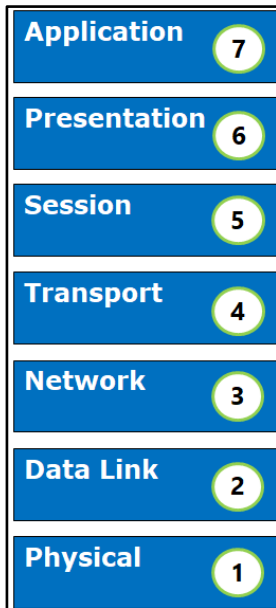 Application 7
Presentation 6
Session 5
Transport 4
Network 3
Data Link 2
Physical 1